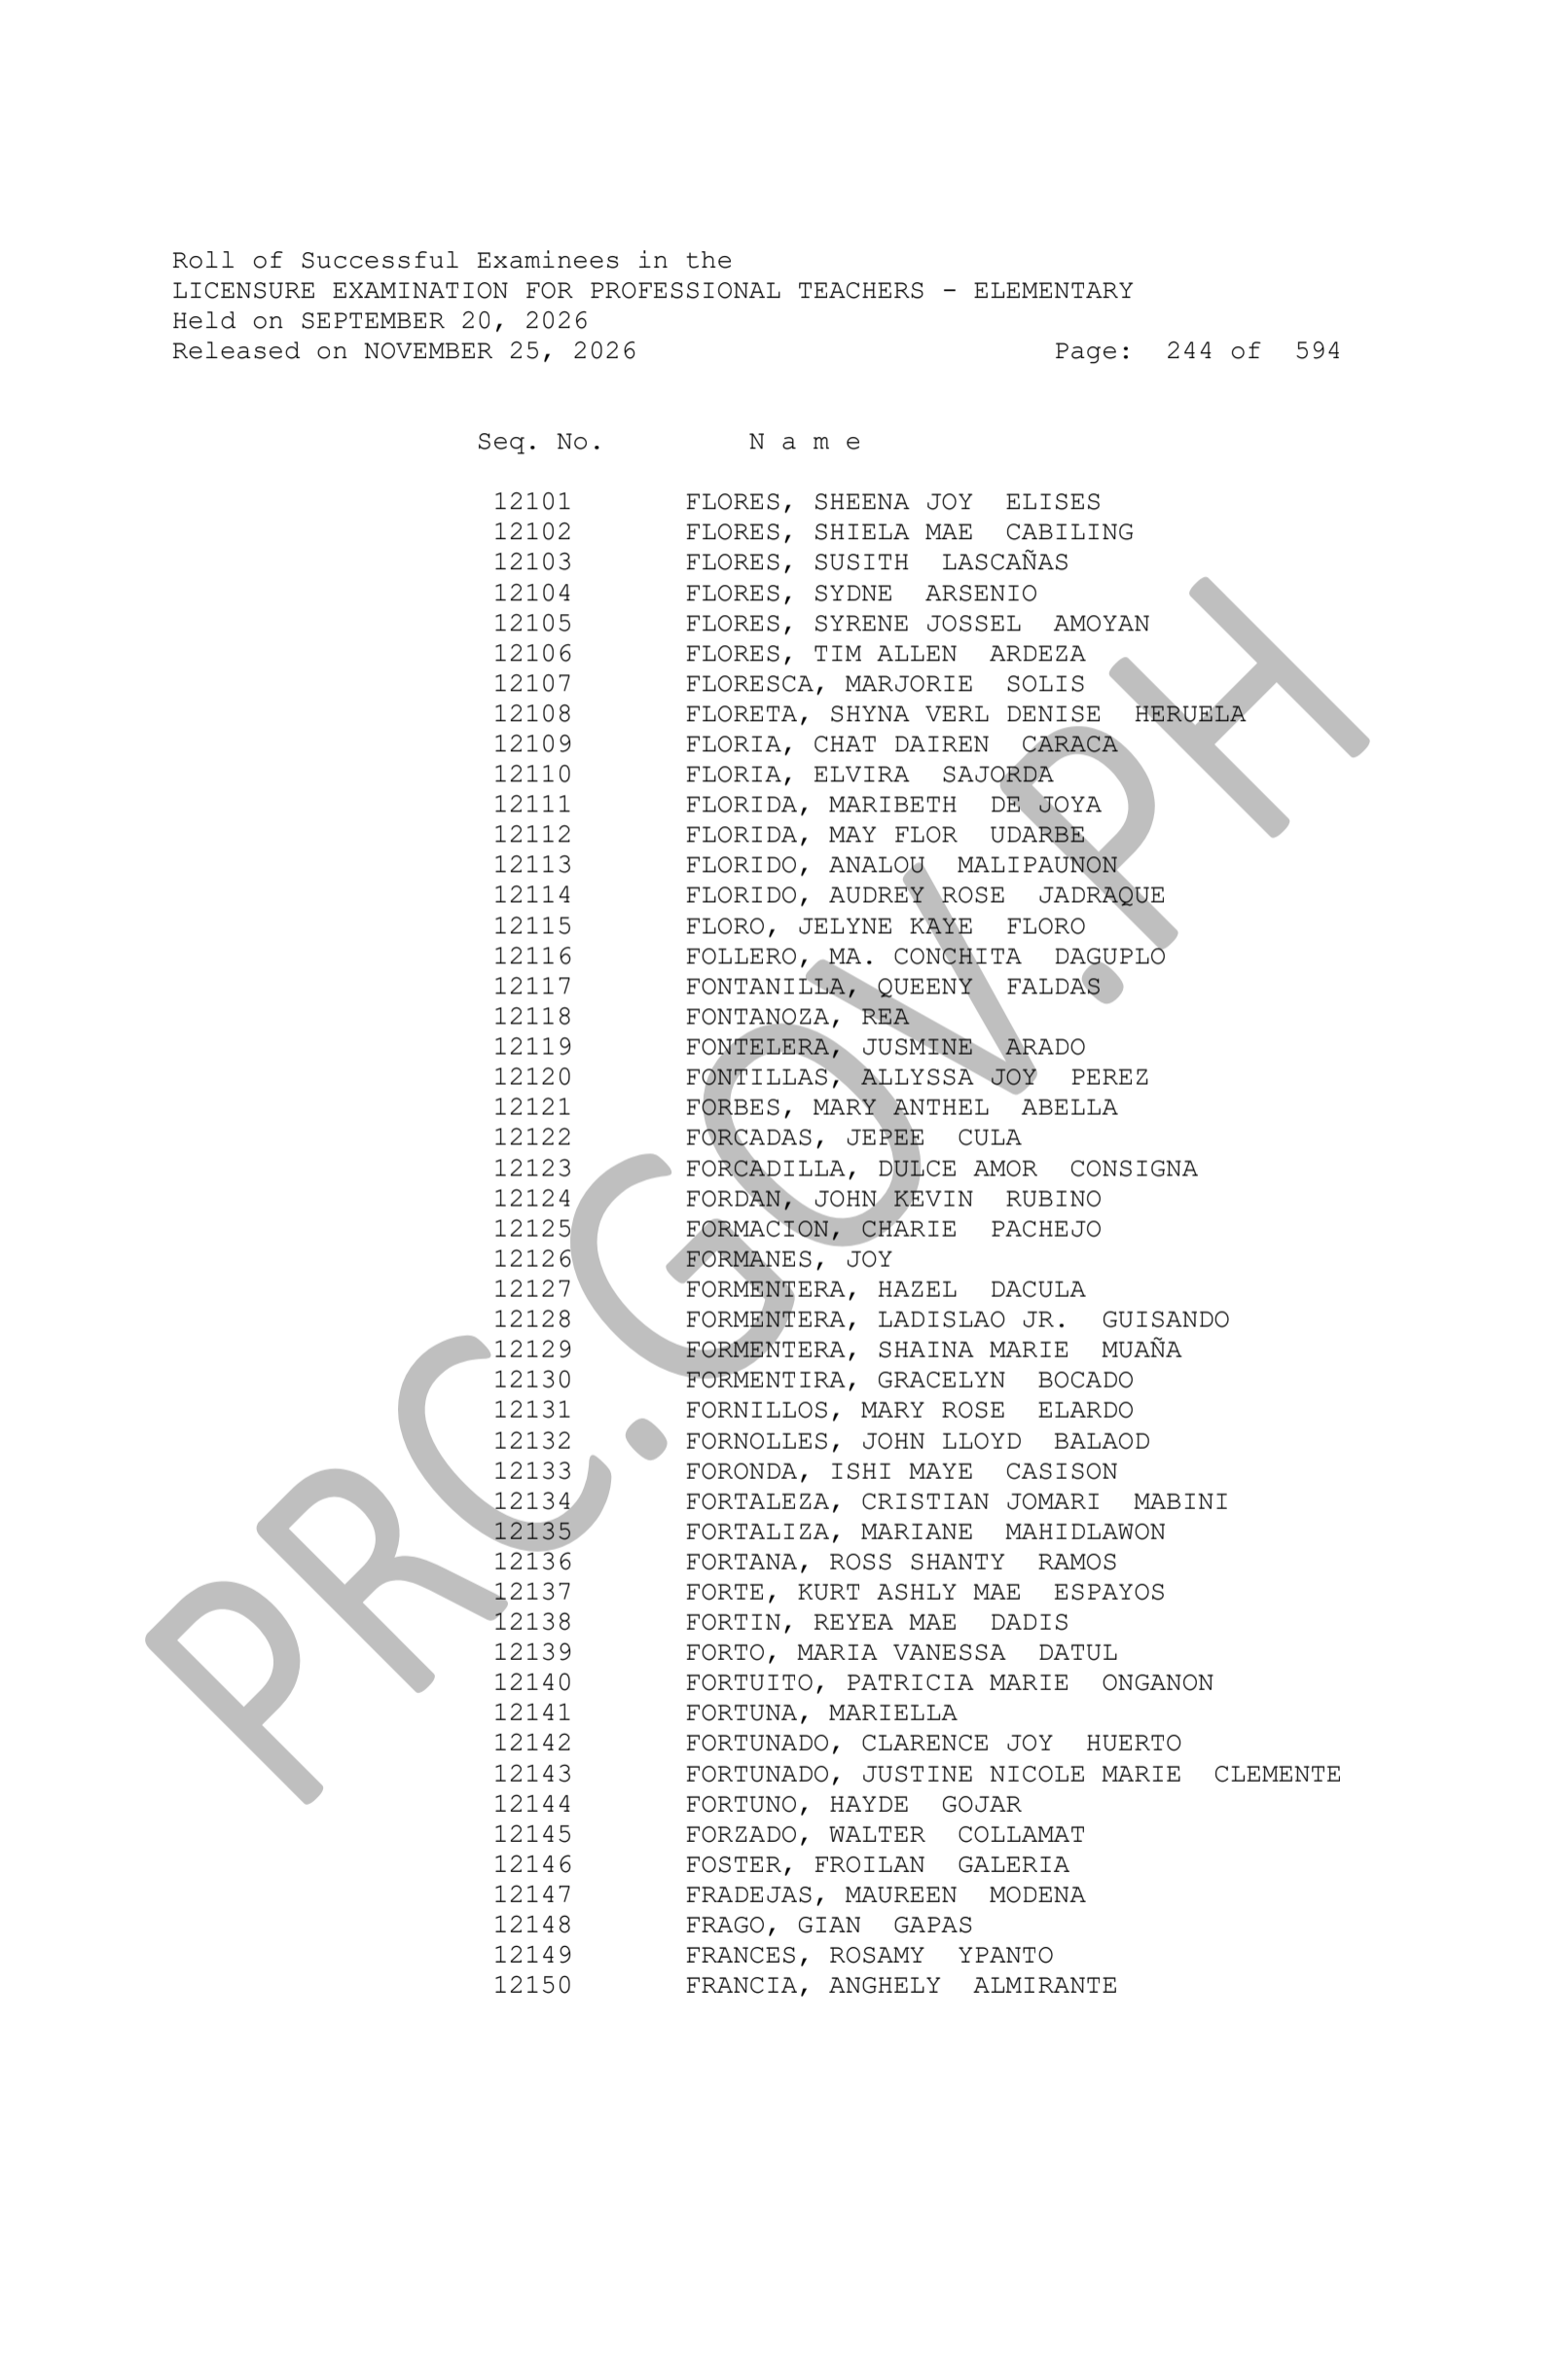 Roll of Successful Examinees in the
LICENSURE EXAMINATION FOR PROFESSIONAL TEACHERS - ELEMENTARY
Held on SEPTEMBER 20, 2026
Released on NOVEMBER 25, 2026 Page: 244 of 594
Seq. No. N a m e
12101 FLORES, SHEENA JOY ELISES
12102 FLORES, SHIELA MAE CABILING
12103 FLORES, SUSITH LASCAÑAS
12104 FLORES, SYDNE ARSENIO
12105 FLORES, SYRENE JOSSEL AMOYAN
12106 FLORES, TIM ALLEN ARDEZA
12107 FLORESCA, MARJORIE SOLIS
12108 FLORETA, SHYNA VERL DENISE HERUELA
12109 FLORIA, CHAT DAIREN CARACA
12110 FLORIA, ELVIRA SAJORDA
12111 FLORIDA, MARIBETH DE JOYA
12112 FLORIDA, MAY FLOR UDARBE
12113 FLORIDO, ANALOU MALIPAUNON
12114 FLORIDO, AUDREY ROSE JADRAQUE
12115 FLORO, JELYNE KAYE FLORO
12116 FOLLERO, MA. CONCHITA DAGUPLO
12117 FONTANILLA, QUEENY FALDAS
12118 FONTANOZA, REA
12119 FONTELERA, JUSMINE ARADO
12120 FONTILLAS, ALLYSSA JOY PEREZ
12121 FORBES, MARY ANTHEL ABELLA
12122 FORCADAS, JEPEE CULA
12123 FORCADILLA, DULCE AMOR CONSIGNA
12124 FORDAN, JOHN KEVIN RUBINO
12125 FORMACION, CHARIE PACHEJO
12126 FORMANES, JOY
12127 FORMENTERA, HAZEL DACULA
12128 FORMENTERA, LADISLAO JR. GUISANDO
12129 FORMENTERA, SHAINA MARIE MUAÑA
12130 FORMENTIRA, GRACELYN BOCADO
12131 FORNILLOS, MARY ROSE ELARDO
12132 FORNOLLES, JOHN LLOYD BALAOD
12133 FORONDA, ISHI MAYE CASISON
12134 FORTALEZA, CRISTIAN JOMARI MABINI
12135 FORTALIZA, MARIANE MAHIDLAWON
12136 FORTANA, ROSS SHANTY RAMOS
12137 FORTE, KURT ASHLY MAE ESPAYOS
12138 FORTIN, REYEA MAE DADIS
12139 FORTO, MARIA VANESSA DATUL
12140 FORTUITO, PATRICIA MARIE ONGANON
12141 FORTUNA, MARIELLA
12142 FORTUNADO, CLARENCE JOY HUERTO
12143 FORTUNADO, JUSTINE NICOLE MARIE CLEMENTE
12144 FORTUNO, HAYDE GOJAR
12145 FORZADO, WALTER COLLAMAT
12146 FOSTER, FROILAN GALERIA
12147 FRADEJAS, MAUREEN MODENA
12148 FRAGO, GIAN GAPAS
12149 FRANCES, ROSAMY YPANTO
12150 FRANCIA, ANGHELY ALMIRANTE
PRC.GOV.PH